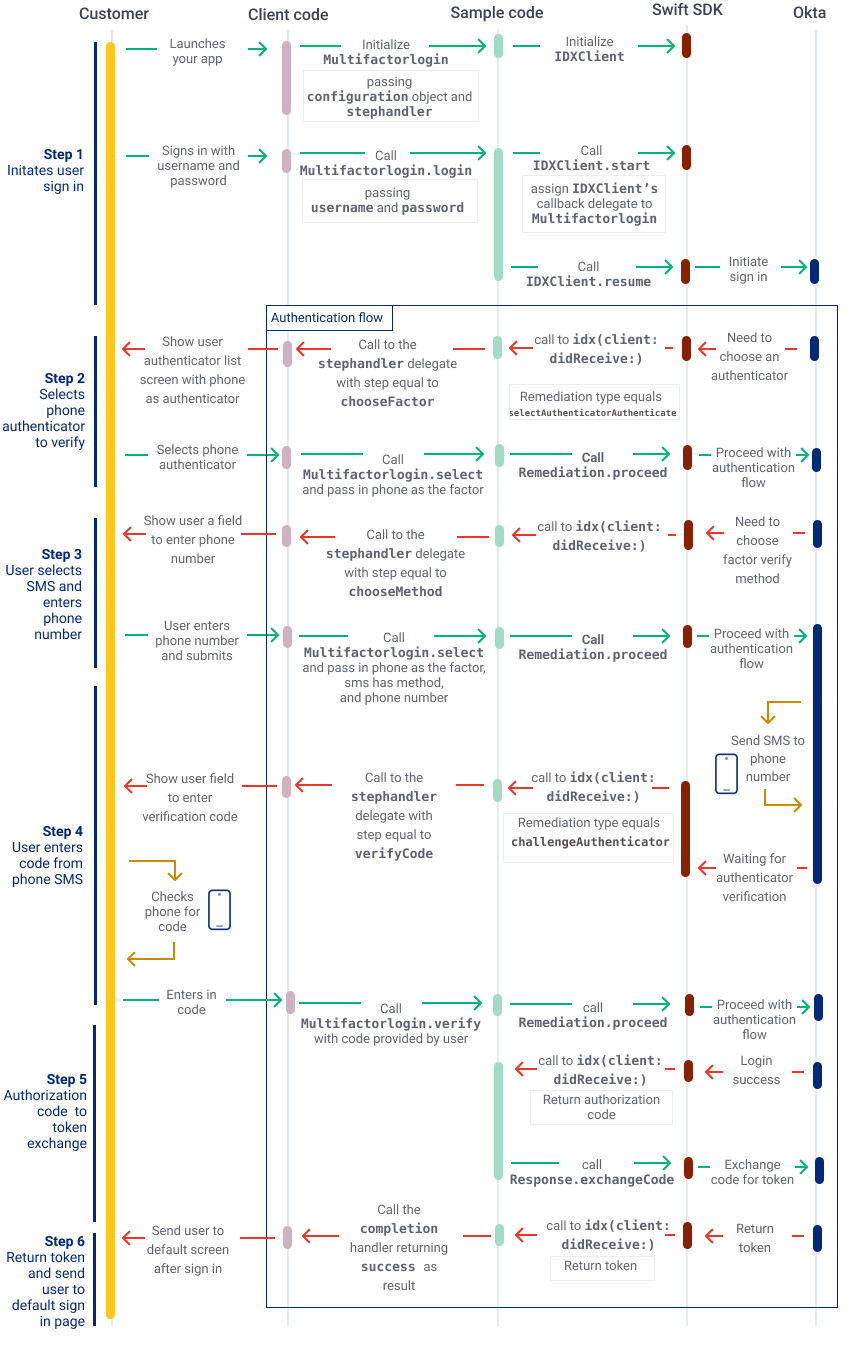 Customer
Client code
Sample code
Swift SDK
Okta
Launches
your app
Initialize
Multifactorlogin
passing
configuration object and
stephandler
Initialize
IDXClient
Step 1
Initates user
sign in
Signs in with
username and
password
Call
Multifactorlogin.login
passing
username and password
Call
IDXClient.start
assign IDXClient’s
callback delegate to
Multifactorlogin
Call
IDXClient.resume
Initiate
sign in
Authentication flow
Step 2
Selects
phone
authenticator
to verify
Show user
authenticator list
screen with phone
as authenticator
Call to the
stephandler delegate
with step equal to
chooseFactor
call to idx(client:
didReceive:)
Remediation type equals
selectAuthenticatorAuthenticate
Need to
choose an
authenticator
Selects phone
authenticator
Call
Multifactorlogin.select
and pass in phone as the factor
Call
Remediation.proceed
Proceed with
authentication
flow
Step 3
User selects
SMS and
enters
phone
number
Show user a field
to enter phone
number
Call to the
stephandler delegate
with step equal to
chooseMethod
call to idx(client:
didReceive:)
Need to
choose
factor verify
method
User enters
phone number
and submits
Call
Multifactorlogin.select
and pass in phone as the factor,
sms has method,
and phone number
Call
Remediation.proceed
Proceed with
authentication
flow
Send SMS to
phone
number
Step 4
User enters
code from
phone SMS
Show user field
to enter
verification code
Call to the
stephandler
delegate with
step equal to
verifyCode
call to idx(client:
didReceive:)
Remediation type equals
challengeAuthenticator
Waiting for
authenticator
verification
Checks
phone for
code
Enters in
code
Call
Multifactorlogin.verify
with code provided by user
call
Remediation.proceed
Proceed with
authentication
flow
Step 5
Authorization
code to
token
exchange
call to idx(client:
didReceive:)
Return authorization
code
Login
success
call
Response.exchangeCode
Exchange
code for token
Step 6
Return token
and send
user to
default sign
in page
Send user to
default screen
after sign in
Call the
completion
handler returning
success as
result
call to idx(client:
didReceive:)
Return token
Return
token